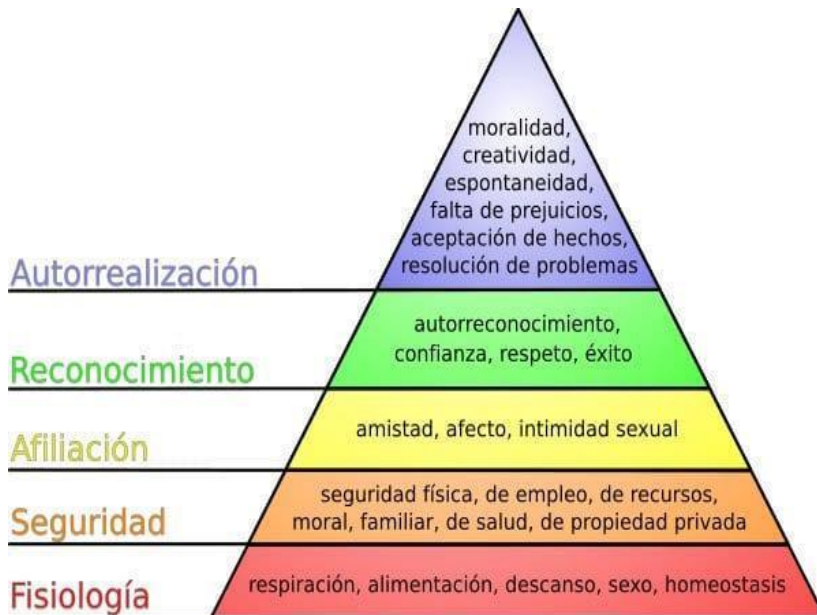 moralidad,
creatividad,
espontaneidad,
falta de prejuicios,
aceptación de hechos,
resolución de problemas
Autorrealización
autorreconocimiento,
confianza, respeto, éxito
Reconocimiento
amistad, afecto, intimidad sexual
Afiliación
seguridad física, de empleo, de recursos,
moral, familiar, de salud, de propiedad privada
Seguridad
respiración, alimentación, descanso, sexo, homeostasis
Fisiología